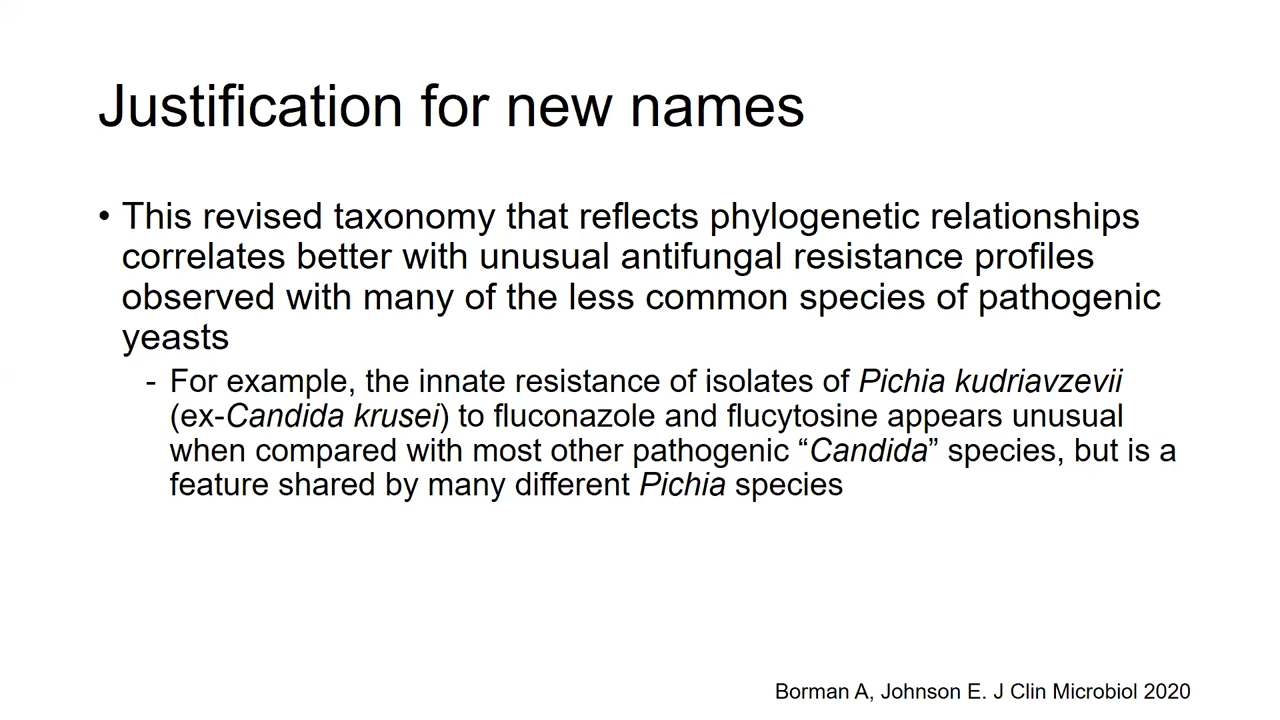 Justification for new names
• This revised taxonomy that reflects phylogenetic relationships
correlates better with unusual antifungal resistance profiles
observed with many of the less common species of pathogenic
yeasts
- For example, the innate resistance of isolates of Pichia kudriavzevii
(ex-Candida krusei) to fluconazole and flucytosine appears unusual
when compared with most other pathogenic “Candida” species, but is a
feature shared by many different Pichia species
Borman A, Johnson E. J Clin Microbiol 2020